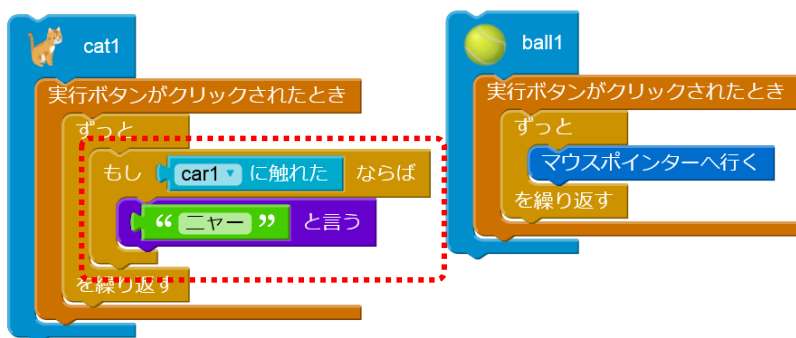 cat1
実行ボタンがクリックされたとき
ずっと
もし car1 に触れた ならば
“ ニャー ” と言う
を繰り返す
ball1
実行ボタンがクリックされたとき
ずっと
マウスポインターへ行く
を繰り返す